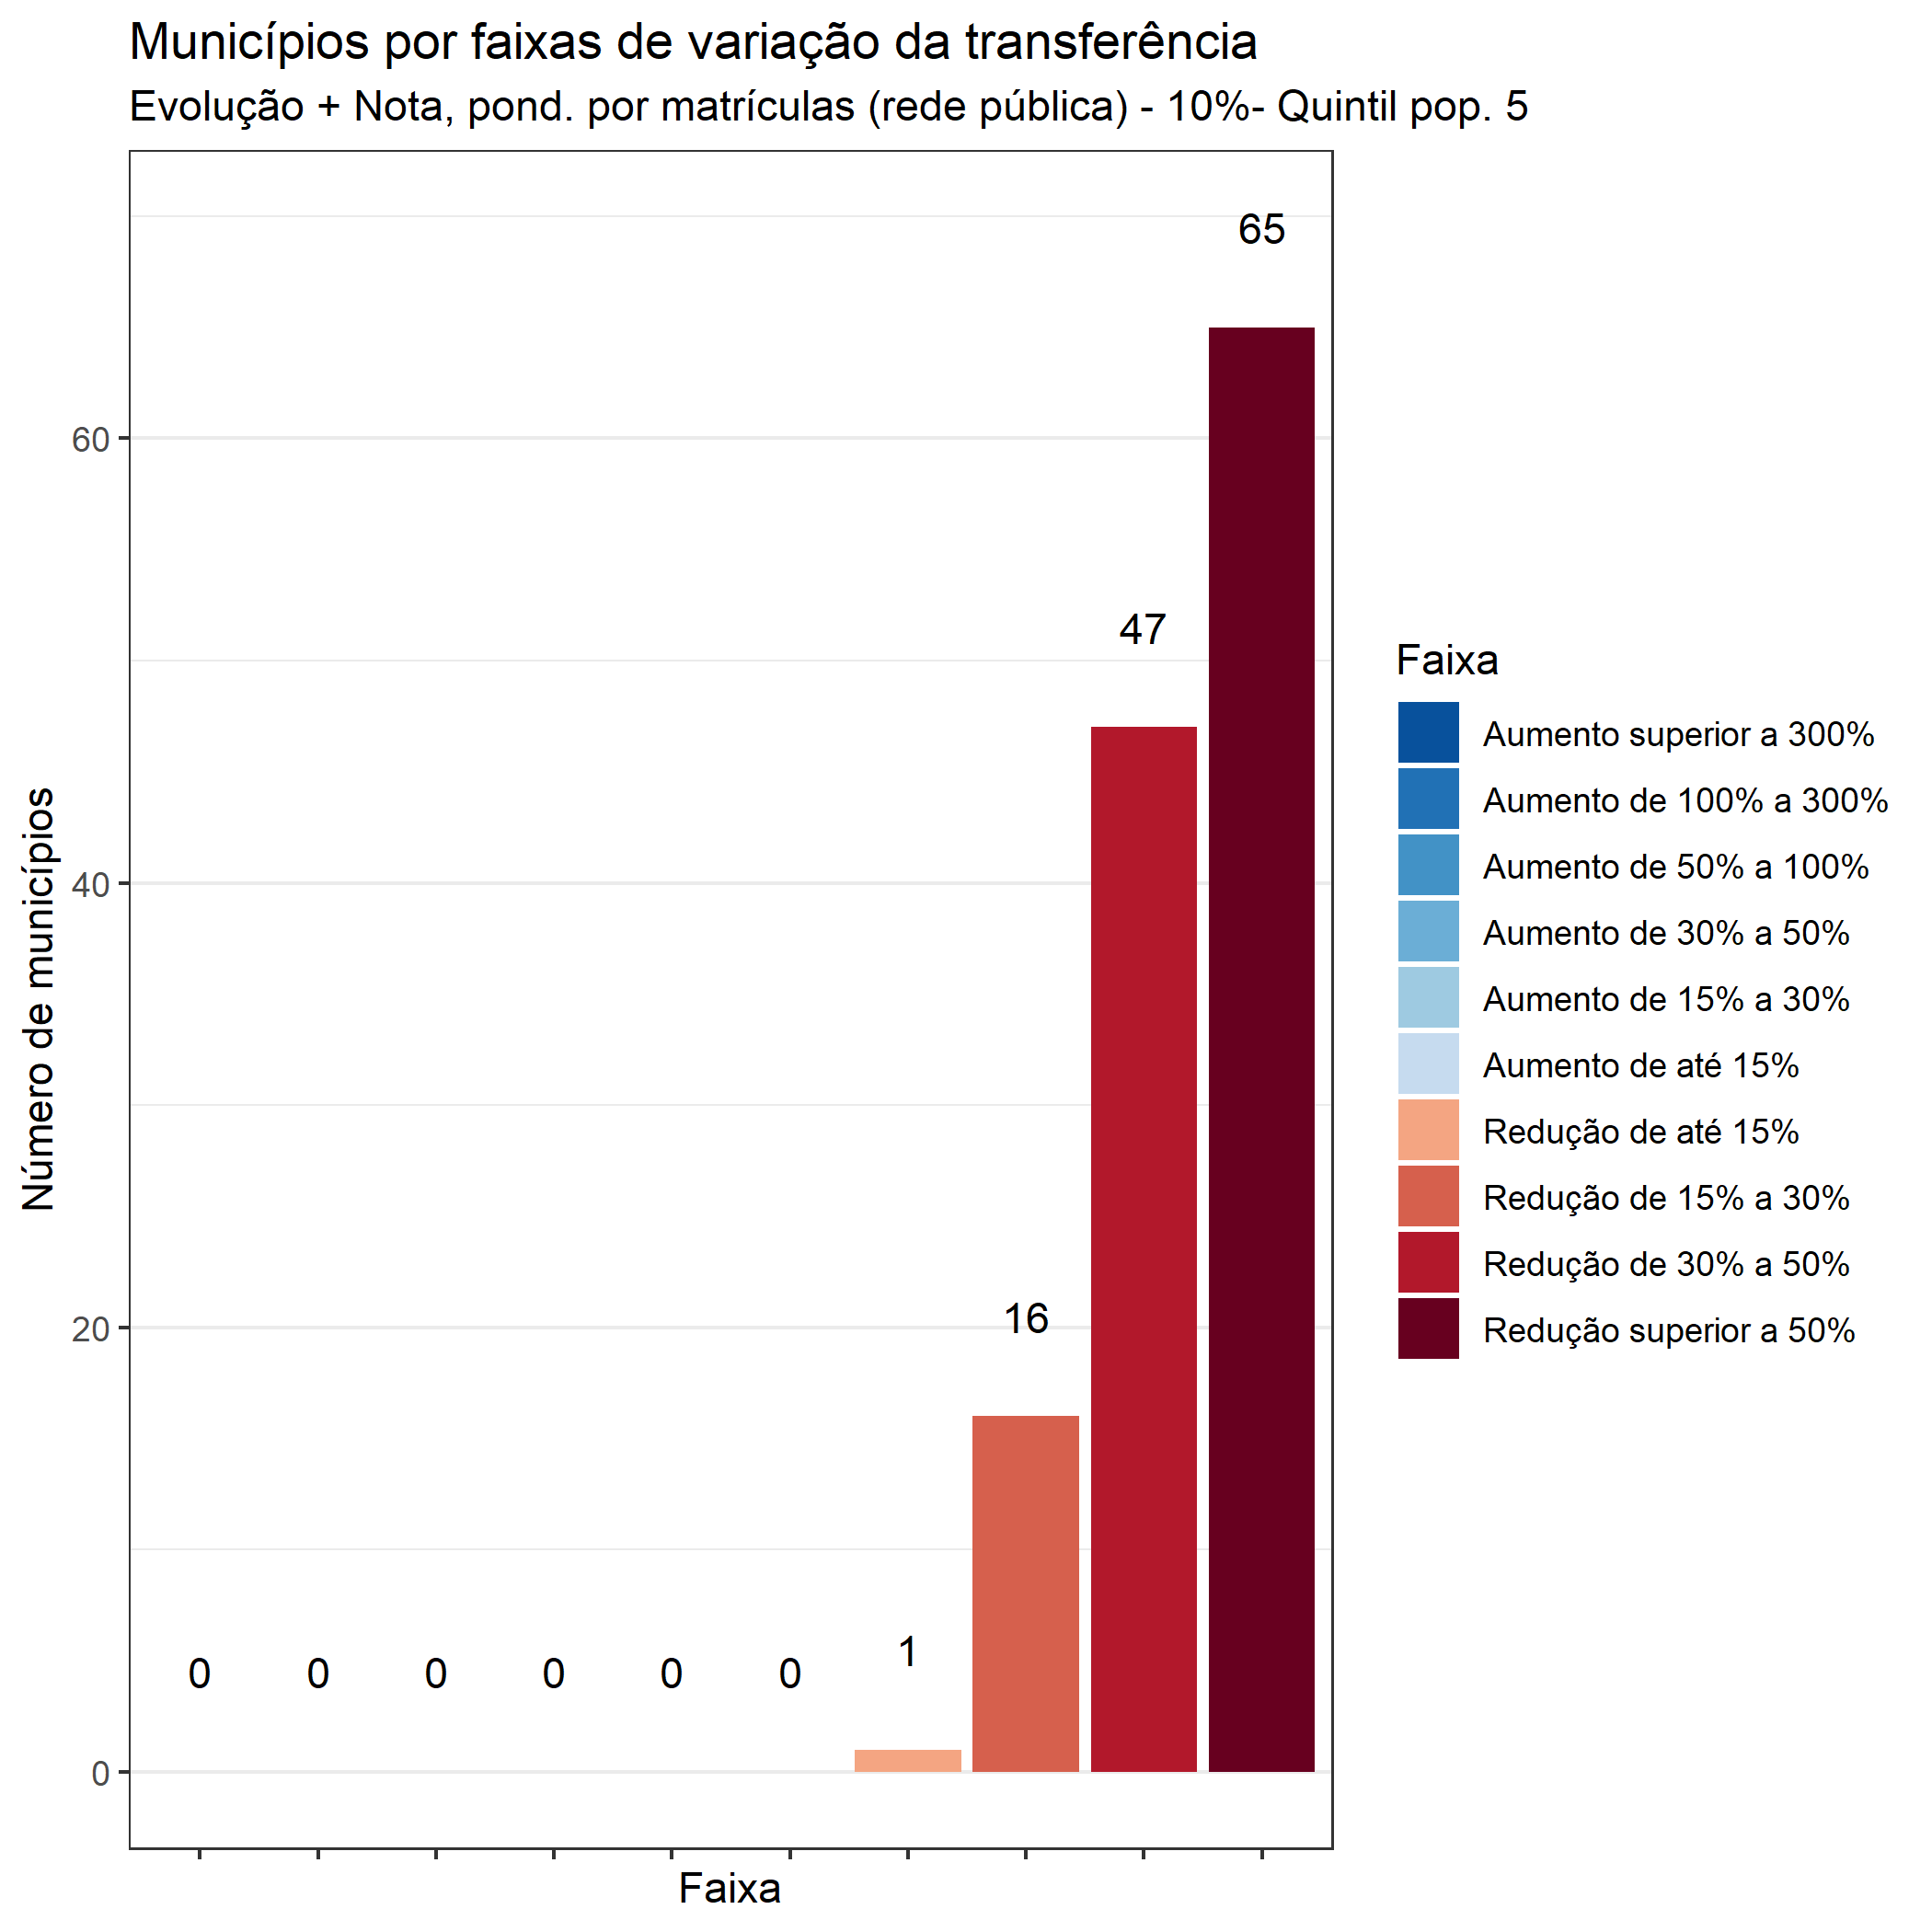 Municípios por faixas de variação da transferência
Evolução + Nota, pond. por matrículas (rede pública) - 10%- Quintil pop. 5
Número de municípios
60
40
20
0
0
0
0
0
0
0
1
16
47
65
Faixa
Faixa
Aumento superior a 300%
Aumento de 100% a 300%
Aumento de 50% a 100%
Aumento de 30% a 50%
Aumento de 15% a 30%
Aumento de até 15%
Redução de até 15%
Redução de 15% a 30%
Redução de 30% a 50%
Redução superior a 50%